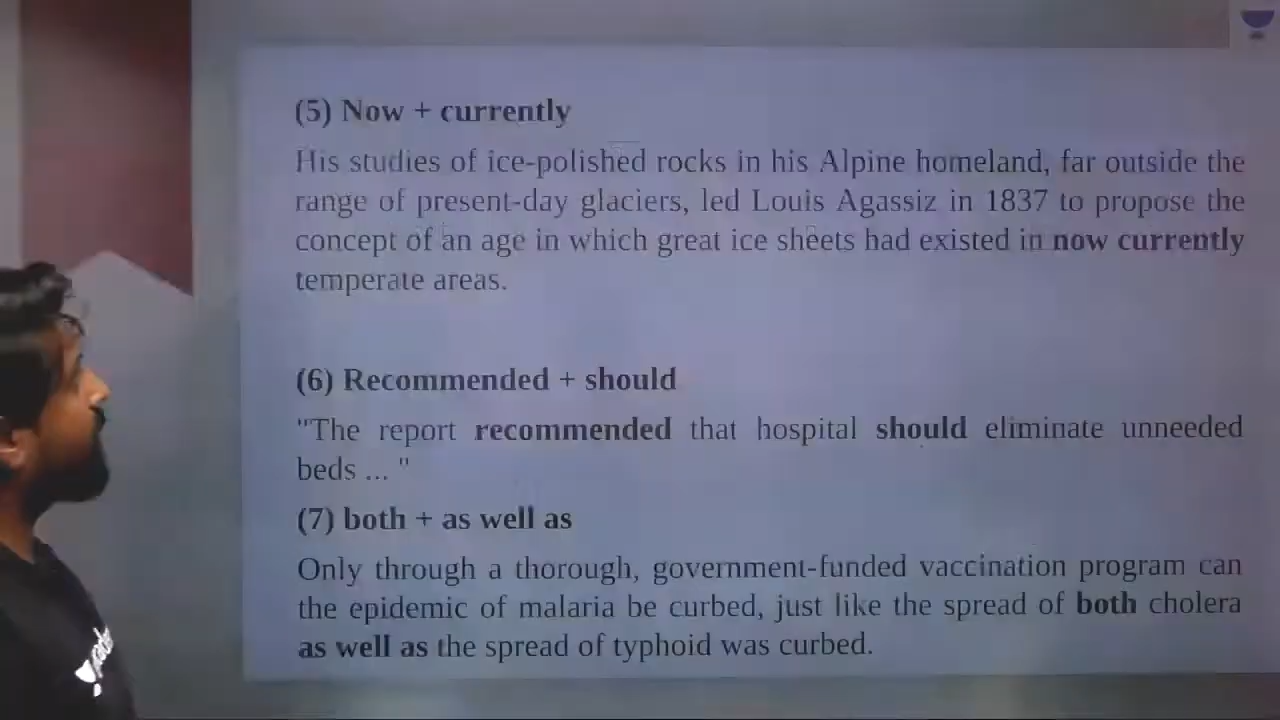 (5) Now + currently
His studies of ice-polished rocks in his Alpine homeland, far outside the
range of present-day glaciers, led Louis Agassiz in 1837 to propose the
concept of an age in which great ice sheets had existed in now currently
temperate areas.
(6) Recommended + should
"The report recommended that hospital should eliminate unneeded
beds ... "
(7) both + as well as
Only through a thorough, government-funded vaccination program can
the epidemic of malaria be curbed, just like the spread of both cholera
as well as the spread of typhoid was curbed.